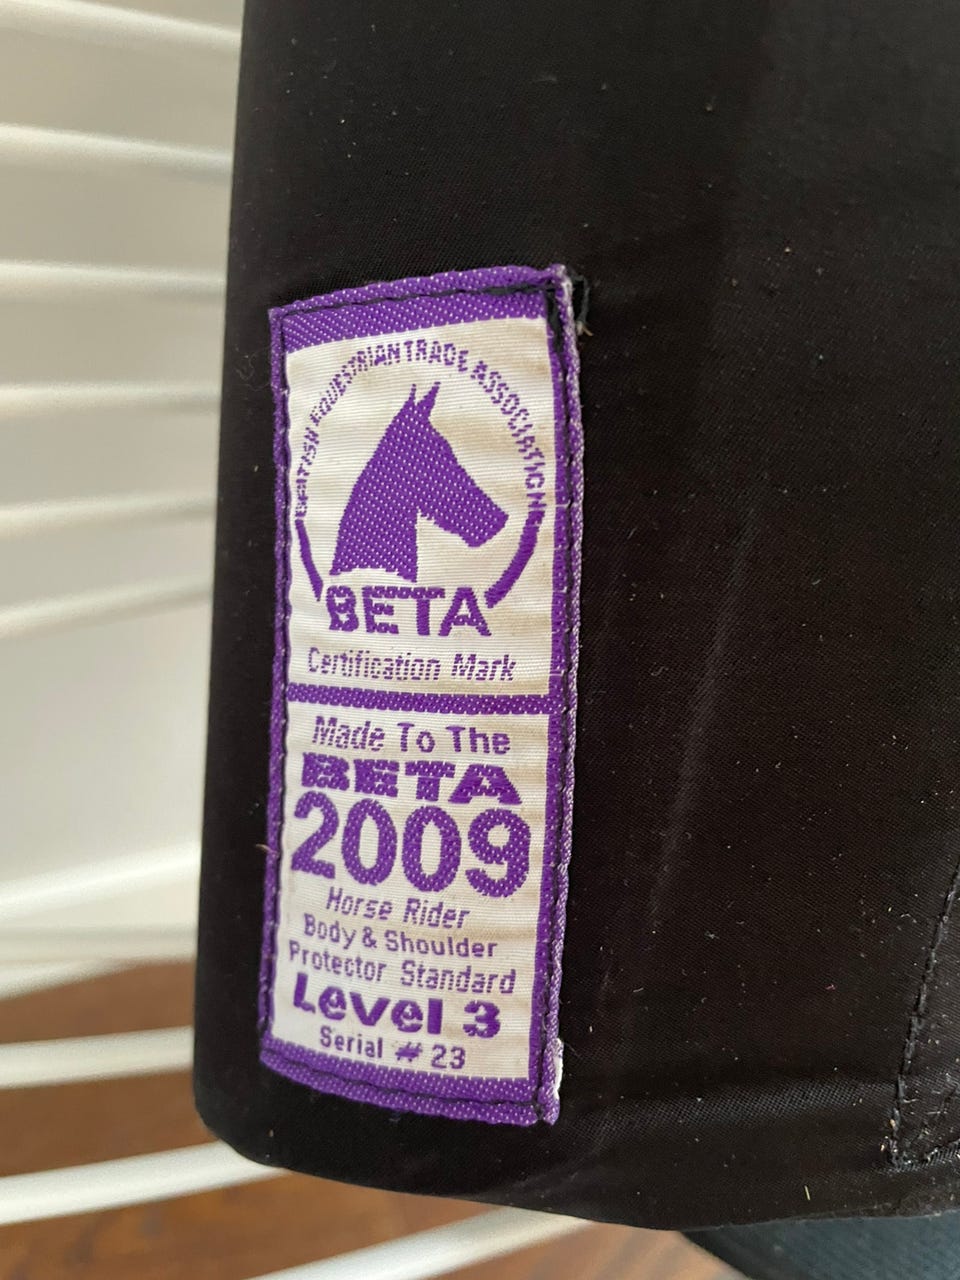 BRITISH EQUESTRIAN TRADE ASSOCIATION
BETA
Certification Mark
Made To The
BETA
2009
Horse Rider
Body & Shoulder
Protector Standard
Level 3
Serial # 23